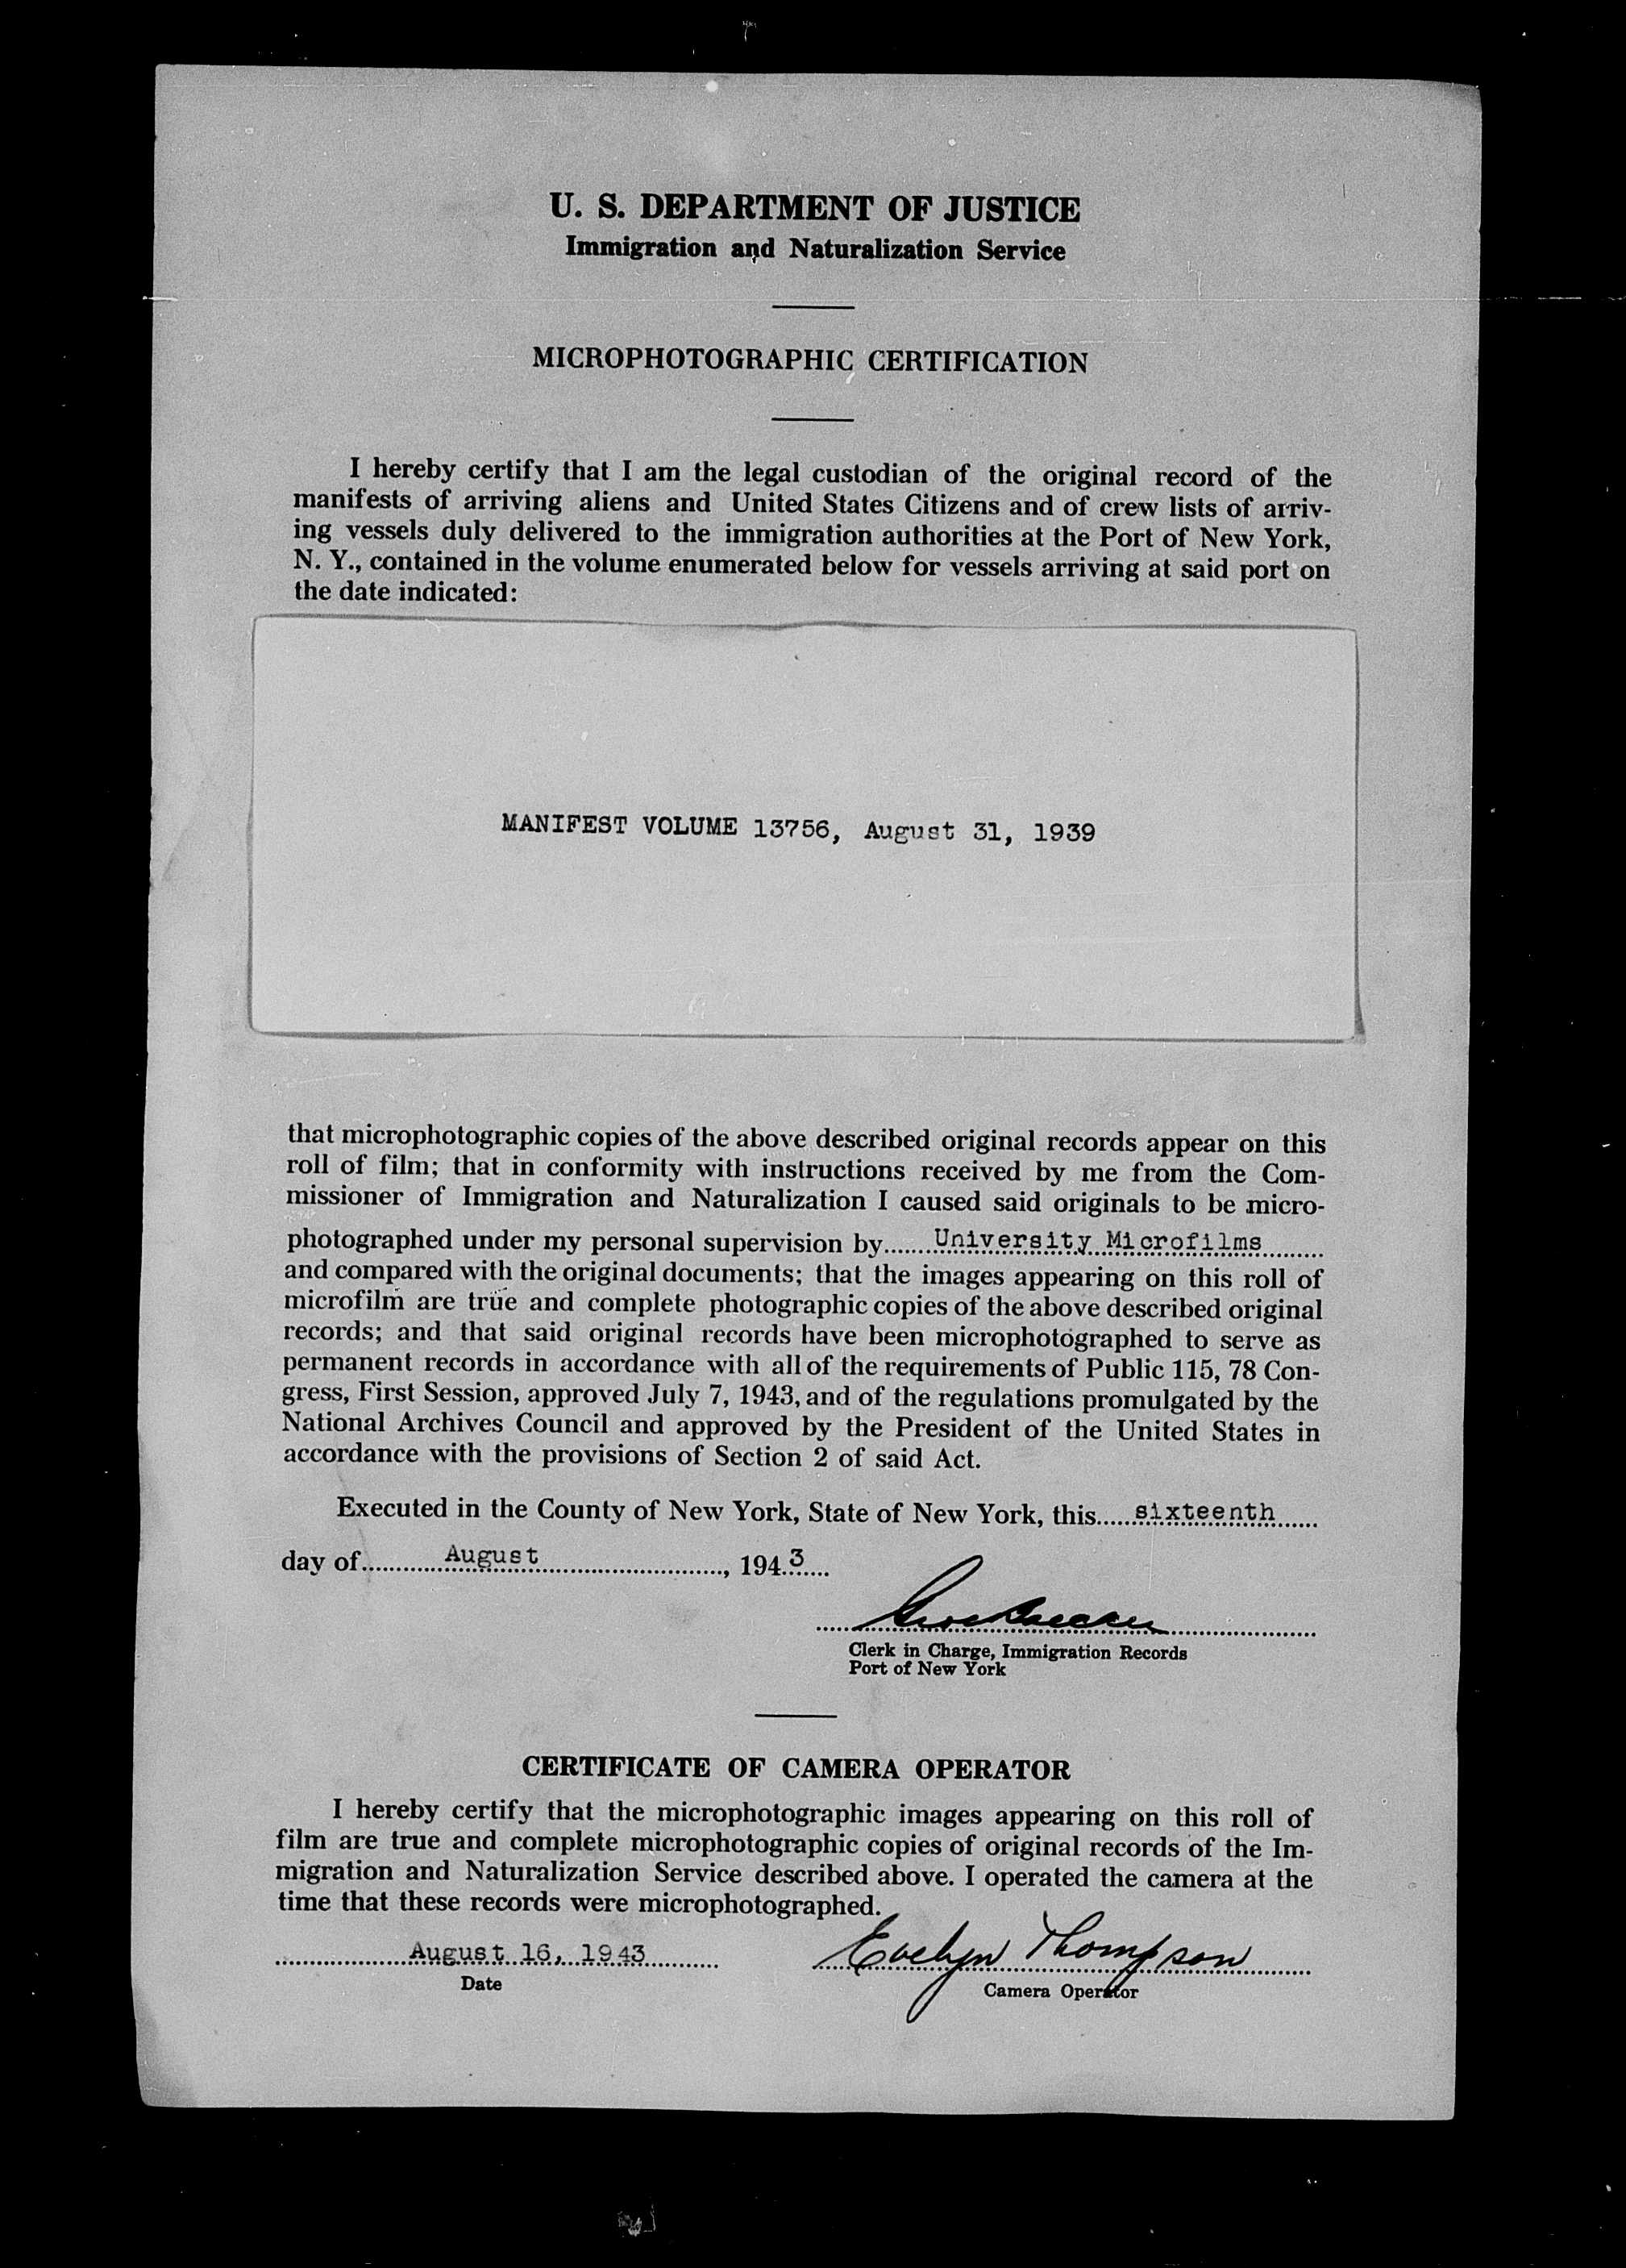 U. S. DEPARTMENT OF JUSTICE
Immigration and Naturalization Service
MICROPHOTOGRAPHIC CERTIFICATION
I hereby certify that I am the legal custodian of the original record of the
manifests of arriving aliens and United States Citizens and of crew lists of arriv-
ing vessels duly delivered to the immigration authorities at the Port of New York,
N. Y., contained in the volume enumerated below for vessels arriving at said port on
the date indicated:
MANIFEST VOLUME 13756, August 31, 1939
that microphotographic copies of the above described original records appear on this
roll of film; that in conformity with instructions received by me from the Com-
missioner of Immigration and Naturalization I caused said originals to be micro-
photographed under my personal supervision by University Microfilms
and compared with the original documents; that the images appearing on this roll of
microfilm are true and complete photographic copies of the above described original
records; and that said original records have been microphotographed to serve as
permanent records in accordance with all of the requirements of Public 115, 78 Con-
gress, First Session, approved July 7, 1943, and of the regulations promulgated by the
National Archives Council and approved by the President of the United States in
accordance with the provisions of Section 2 of said Act.
Executed in the County of New York, State of New York, this sixteenth
day of August, 1943
Clerk in Charge, Immigration Records
Port of New York
CERTIFICATE OF CAMERA OPERATOR
I hereby certify that the microphotographic images appearing on this roll of
film are true and complete microphotographic copies of original records of the Im-
migration and Naturalization Service described above. I operated the camera at the
time that these records were microphotographed.
August 16, 1943 Evelyn Thompson
Date Camera Operator